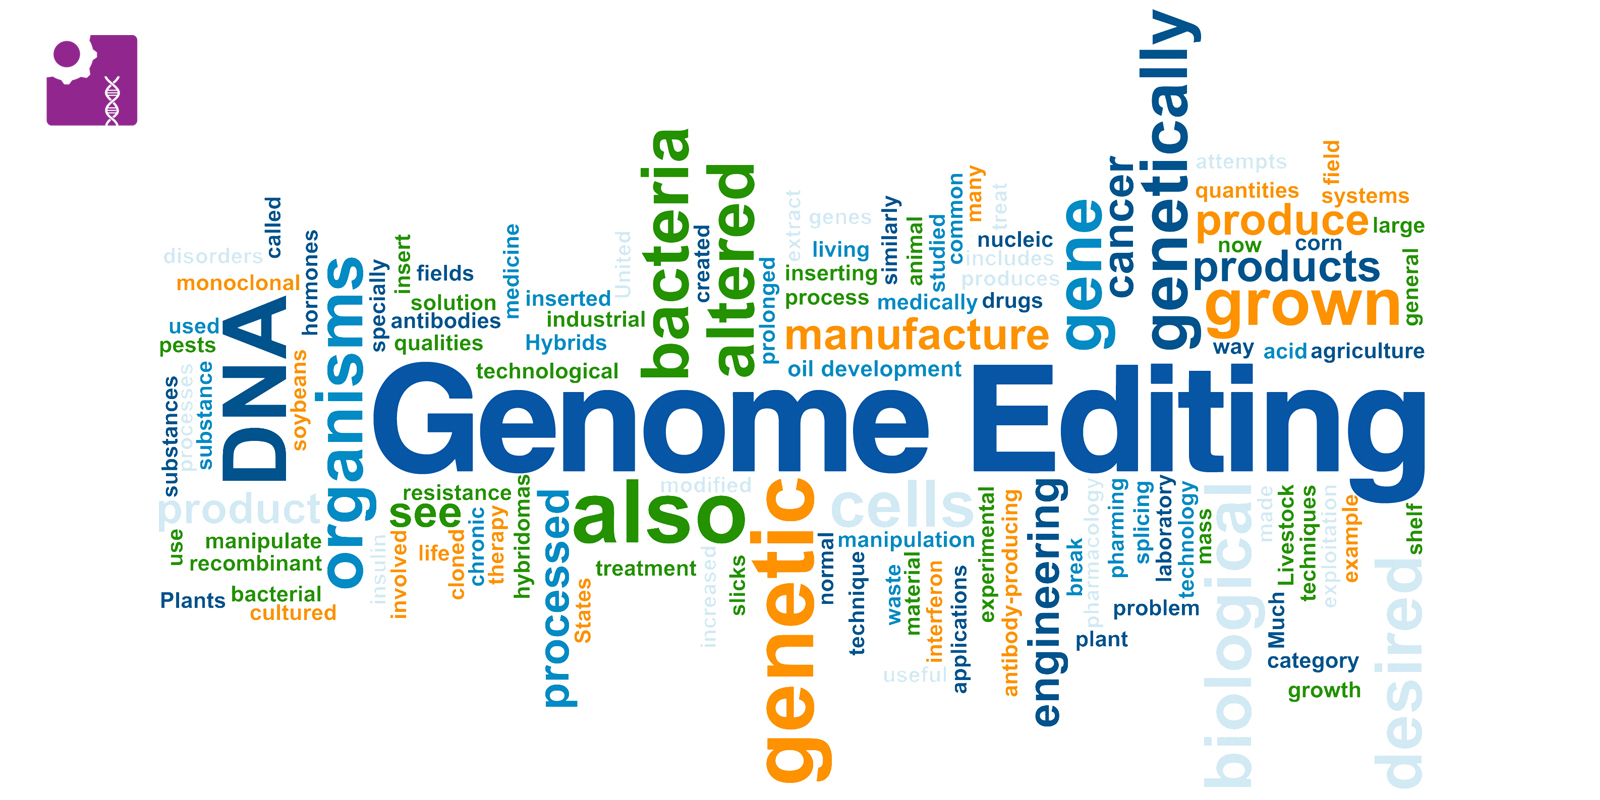 genetically
attempts
field
quantities
systems
produce
large
now
corn
products
general
grown
way
acid
agriculture
cancer
gene
bacteria
altered
extract
genes
similarly
common
many
treat
living
animal
studied
nucleic
includes
inserting
produces
process
medically
drugs
manufacture
prolonged
oil development
created
United
medicine
inserted
industrial
Hybrids
technological
called
disorders
monoclonal
hormones
insert
fields
specially
solution
antibodies
qualities
used
pests
DNA
organisms
soybeans
substances
processes
substance
Genome Editing
product
resistance
see
also
modified
cells
use
manipulate
recombinant
Plants
bacterial
cultured
insulin
involved
life
cloned
chronic
therapy
hybridomas
processed
States
treatment
increased
slicks
genetic
normal
manipulation
technique
waste
material
interferon
applications
useful
experimental
antibody-producing
engineering
break
pharmacology
pharming
splicing
laboratory
technology
mass
problem
plant
biological
made
Livestock
techniques
exploitation
example
shelf
Much
category
growth
desired